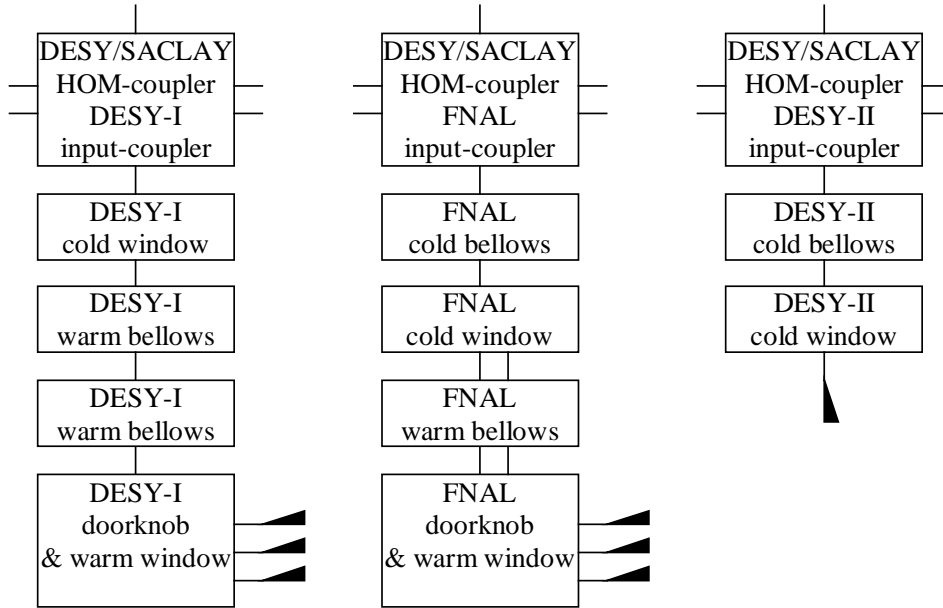 DESY/SACLAY
HOM-coupler
DESY-I
input-coupler
DESY-I
cold window
DESY-I
warm bellows
DESY-I
warm bellows
DESY-I
doorknob
& warm window
DESY/SACLAY
HOM-coupler
FNAL
input-coupler
FNAL
cold bellows
FNAL
cold window
FNAL
warm bellows
FNAL
doorknob
& warm window
DESY/SACLAY
HOM-coupler
DESY-II
input-coupler
DESY-II
cold bellows
DESY-II
cold window